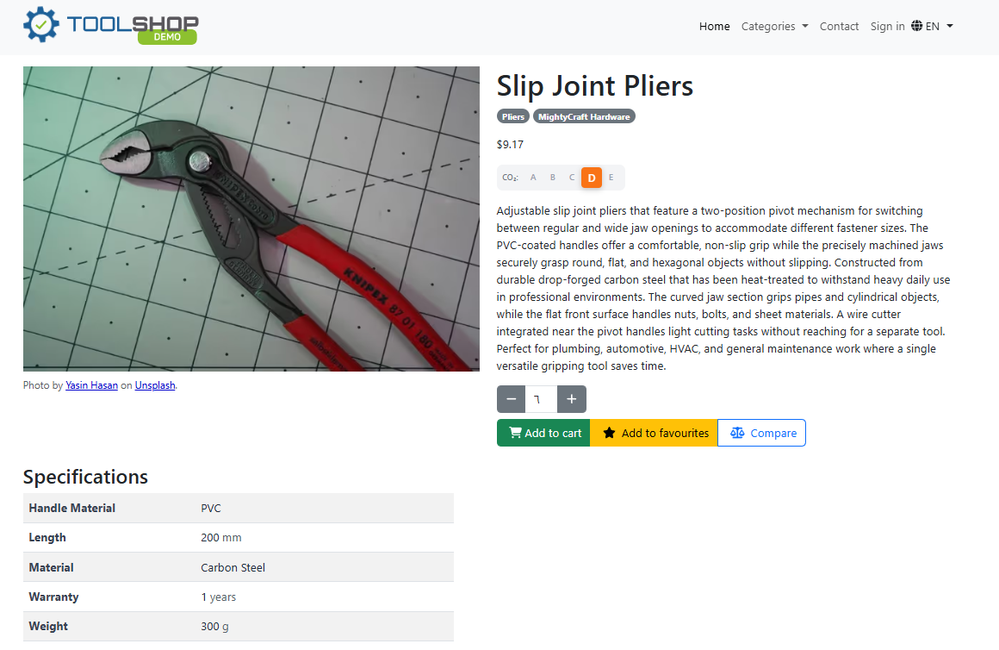 TOOLSHOP
DEMO
Home Categories Contact Sign in EN
Slip Joint Pliers
Pliers MightyCraft Hardware
$9.17
CO₂: A B C D E
Adjustable slip joint pliers that feature a two-position pivot mechanism for switching
between regular and wide jaw openings to accommodate different fastener sizes. The
PVC-coated handles offer a comfortable, non-slip grip while the precisely machined jaws
securely grasp round, flat, and hexagonal objects without slipping. Constructed from
durable drop-forged carbon steel that has been heat-treated to withstand heavy daily use
in professional environments. The curved jaw section grips pipes and cylindrical objects,
while the flat front surface handles nuts, bolts, and sheet materials. A wire cutter
integrated near the pivot handles light cutting tasks without reaching for a separate tool.
Perfect for plumbing, automotive, HVAC, and general maintenance work where a single
versatile gripping tool saves time.
KNIPEX Cobra
KNIPEX 87 01 180
Photo by Yasin Hasan on Unsplash.
− ٦ +
Add to cart Add to favourites Compare
Specifications
Handle Material PVC
Length 200 mm
Material Carbon Steel
Warranty 1 years
Weight 300 g